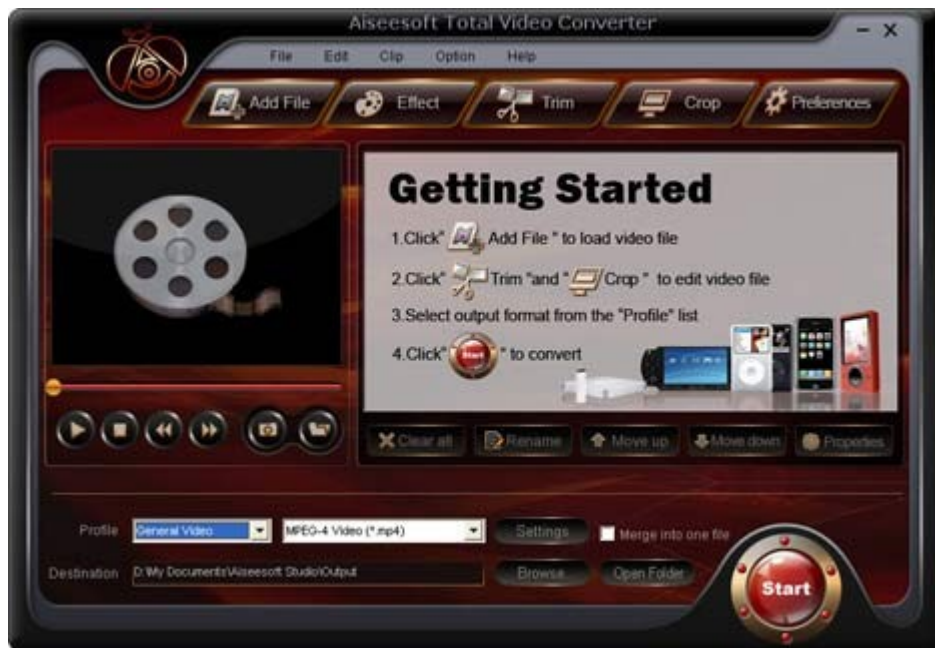 Aiseesoft Total Video Converter
File Edit Clip Option Help
Add File Effect Trim Crop Preferences
Getting Started
1.Click" Add File " to load video file
2.Click" Trim "and " Crop " to edit video file
3.Select output format from the "Profile" list
4.Click" Start " to convert
Clear all Rename Move up Move down Properties
Profile General Video MPEG-4 Video (*.mp4) Settings Merge into one file
Destination D:\My Documents\Aiseesoft Studio\Output Browse Open Folder
Start